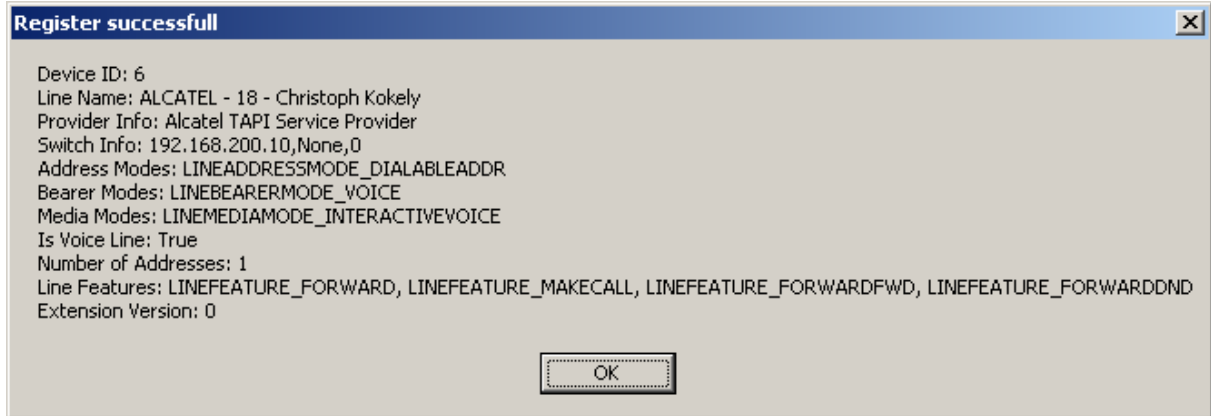 Register successfull
Device ID: 6
Line Name: ALCATEL - 18 - Christoph Kokely
Provider Info: Alcatel TAPI Service Provider
Switch Info: 192.168.200.10,None,0
Address Modes: LINEADDRESSMODE_DIALABLEADDR
Bearer Modes: LINEBEARERMODE_VOICE
Media Modes: LINEMEDIAMODE_INTERACTIVEVOICE
Is Voice Line: True
Number of Addresses: 1
Line Features: LINEFEATURE_FORWARD, LINEFEATURE_MAKECALL, LINEFEATURE_FORWARDFWD, LINEFEATURE_FORWARDDND
Extension Version: 0
OK